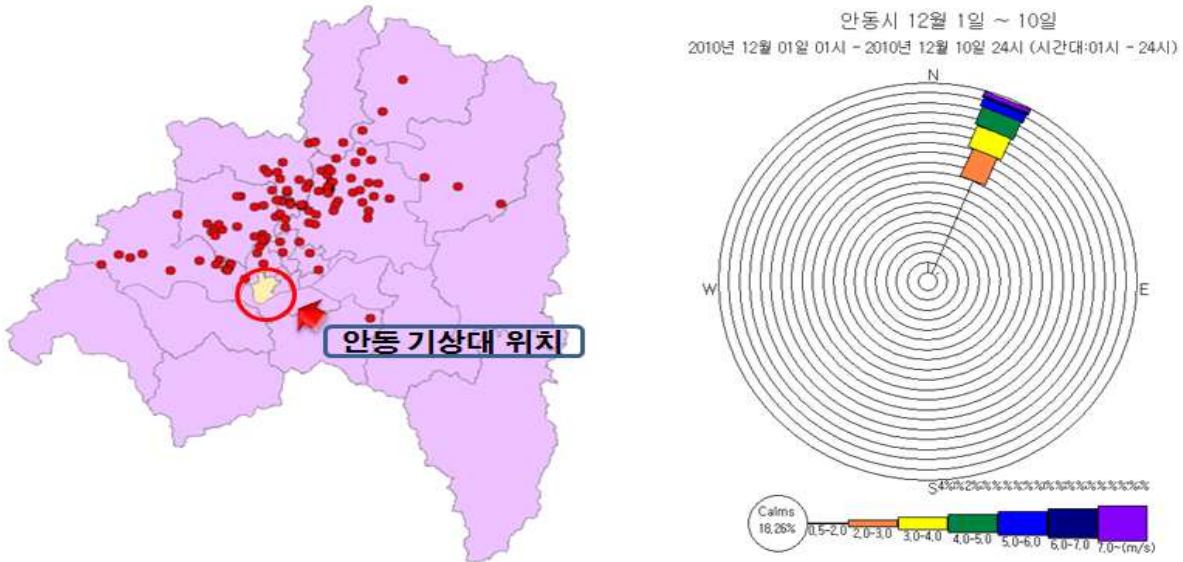 안동시 12월 1일 ~ 10일
2010년 12월 01일 01시 - 2010년 12월 10일 24시 (시간대:01시 - 24시)
N
W
E
S
안동 기상대 위치
Calms
18,26%
0,5-2,0 2,0-3,0 3,0-4,0 4,0-5,0 5,0-6,0 6,0-7,0 7,0~(m/s)